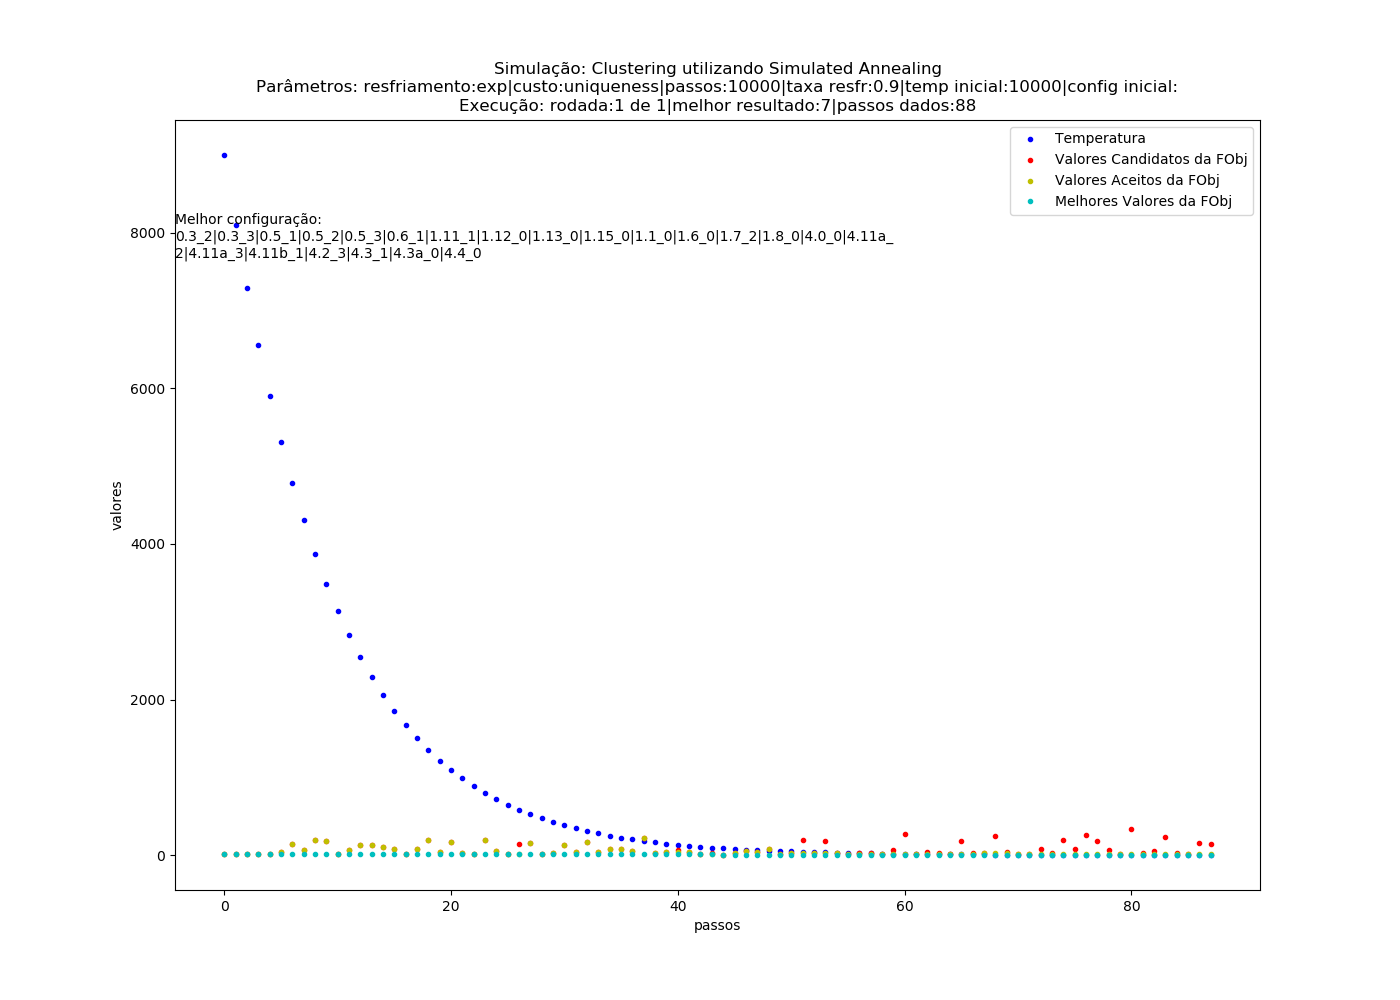 Simulação: Clustering utilizando Simulated Annealing
Parâmetros: resfriamento:exp|custo:uniqueness|passos:10000|taxa resfr:0.9|temp inicial:10000|config inicial:
Execução: rodada:1 de 1|melhor resultado:7|passos dados:88
Temperatura
Valores Candidatos da FObj
Valores Aceitos da FObj
Melhores Valores da FObj
Melhor configuração:
0.3_2|0.3_3|0.5_1|0.5_2|0.5_3|0.6_1|1.11_1|1.12_0|1.13_0|1.15_0|1.1_0|1.6_0|1.7_2|1.8_0|4.0_0|4.11a_
2|4.11a_3|4.11b_1|4.2_3|4.3_1|4.3a_0|4.4_0
8000
6000
4000
2000
0
valores
0 20 40 60 80
passos